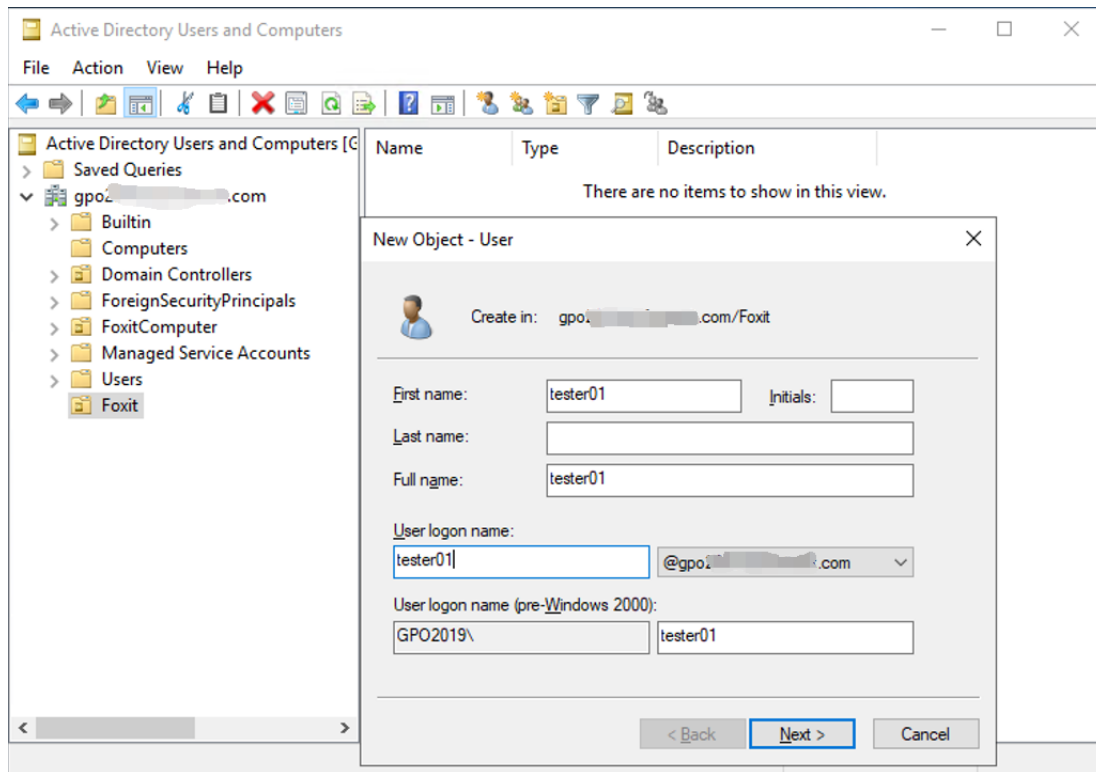 Active Directory Users and Computers
File Action View Help
Active Directory Users and Computers [G
Name Type Description
Saved Queries
There are no items to show in this view.
gpo2 .com
Builtin
Computers
Domain Controllers
ForeignSecurityPrincipals
FoxitComputer
Managed Service Accounts
Users
Foxit
New Object - User
Create in: gpo .com/Foxit
First name: tester01 Initials:
Last name:
Full name: tester01
User logon name:
tester01 @gpo .com
User logon name (pre-Windows 2000):
GPO2019\ tester01
< Back Next > Cancel